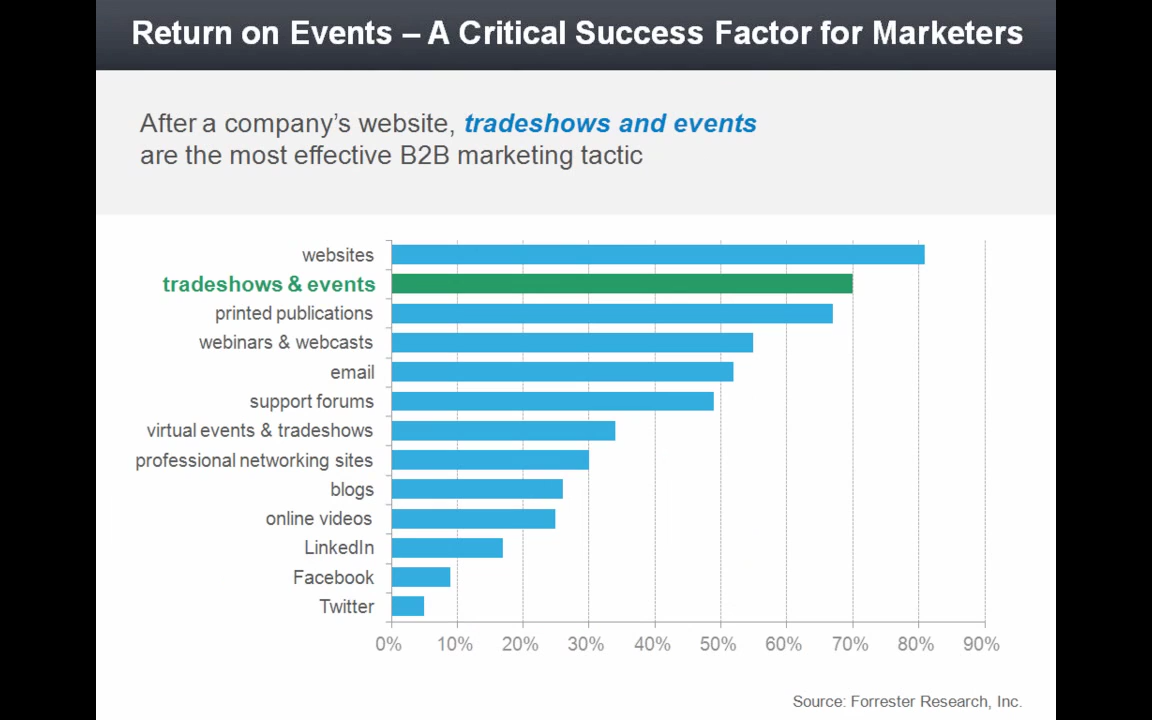 Return on Events – A Critical Success Factor for Marketers
After a company's website, tradeshows and events
are the most effective B2B marketing tactic
websites
tradeshows & events
printed publications
webinars & webcasts
email
support forums
virtual events & tradeshows
professional networking sites
blogs
online videos
LinkedIn
Facebook
Twitter
0% 10% 20% 30% 40% 50% 60% 70% 80% 90%
Source: Forrester Research, Inc.